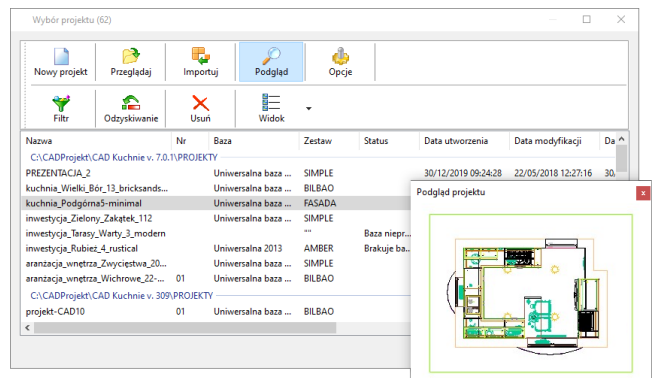 Wybór projektu (62)
Nowy projekt Przeglądaj Importuj Podgląd Opcje
Filtr Odzyskiwanie Usuń Widok
Nazwa Nr Baza Zestaw Status Data utworzenia Data modyfikacji Da
C:\CADProjekt\CAD Kuchnie v. 7.0.1\PROJEKTY
PREZENTACJA_2 Uniwersalna baza ... SIMPLE 30/12/2019 09:24:28 22/05/2018 12:27:16 30/
kuchnia_Wielki_Bór_13_bricksands... Uniwersalna baza ... BILBAO
Podgląd projektu x
kuchnia_Podgórna5-minimal Uniwersalna baza ... FASADA
inwestycja_Zielony_Zakątek_112 Uniwersalna baza ... SIMPLE
inwestycja_Tarasy_Warty_3_modern "" Baza niepr...
inwestycja_Rubież_4_rustical Uniwersalna 2013 AMBER Brakuje ba...
aranżacja_wnętrza_Zwycięstwa_20... Uniwersalna baza ... SIMPLE
aranżacja_wnętrza_Wichrowe_22-... 01 Uniwersalna baza ... BILBAO
C:\CADProjekt\CAD Kuchnie v. 309\PROJEKTY
projekt-CAD10 01 Uniwersalna baza ... BILBAO